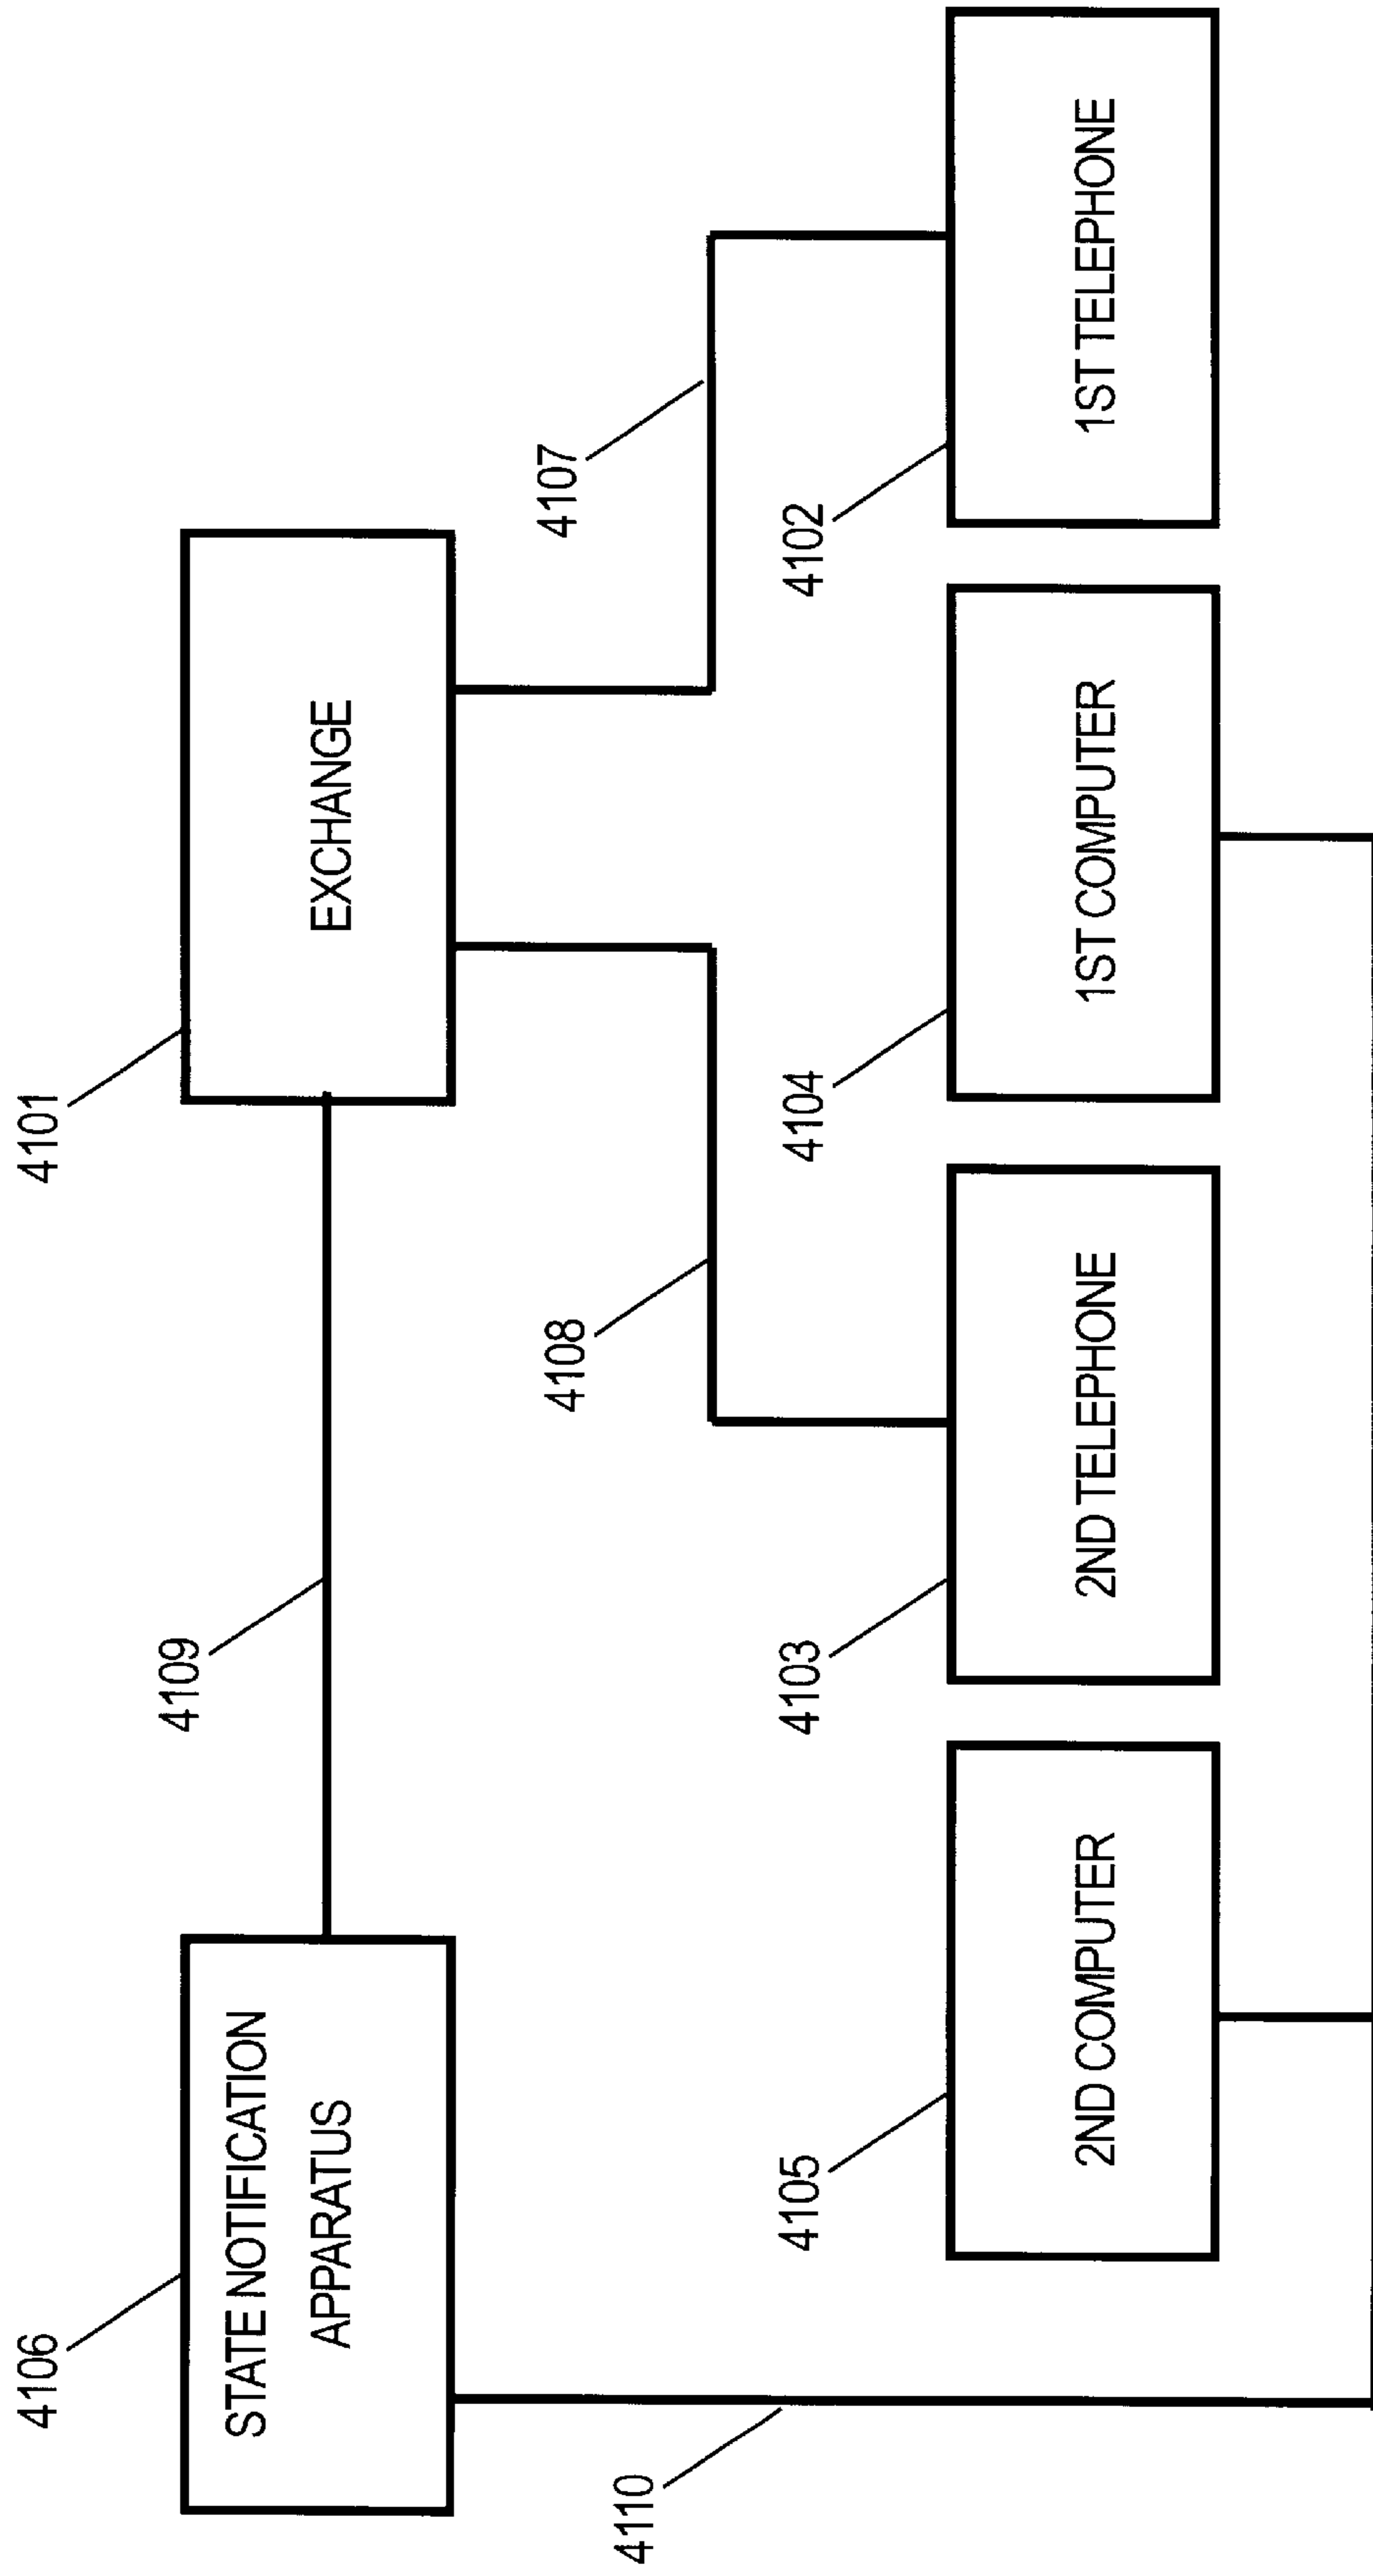 4106
STATE NOTIFICATION
APPARATUS
4109
4101
EXCHANGE
4110
4108
4107
4105
2ND COMPUTER
4103
2ND TELEPHONE
4104
1ST COMPUTER
4102
1ST TELEPHONE